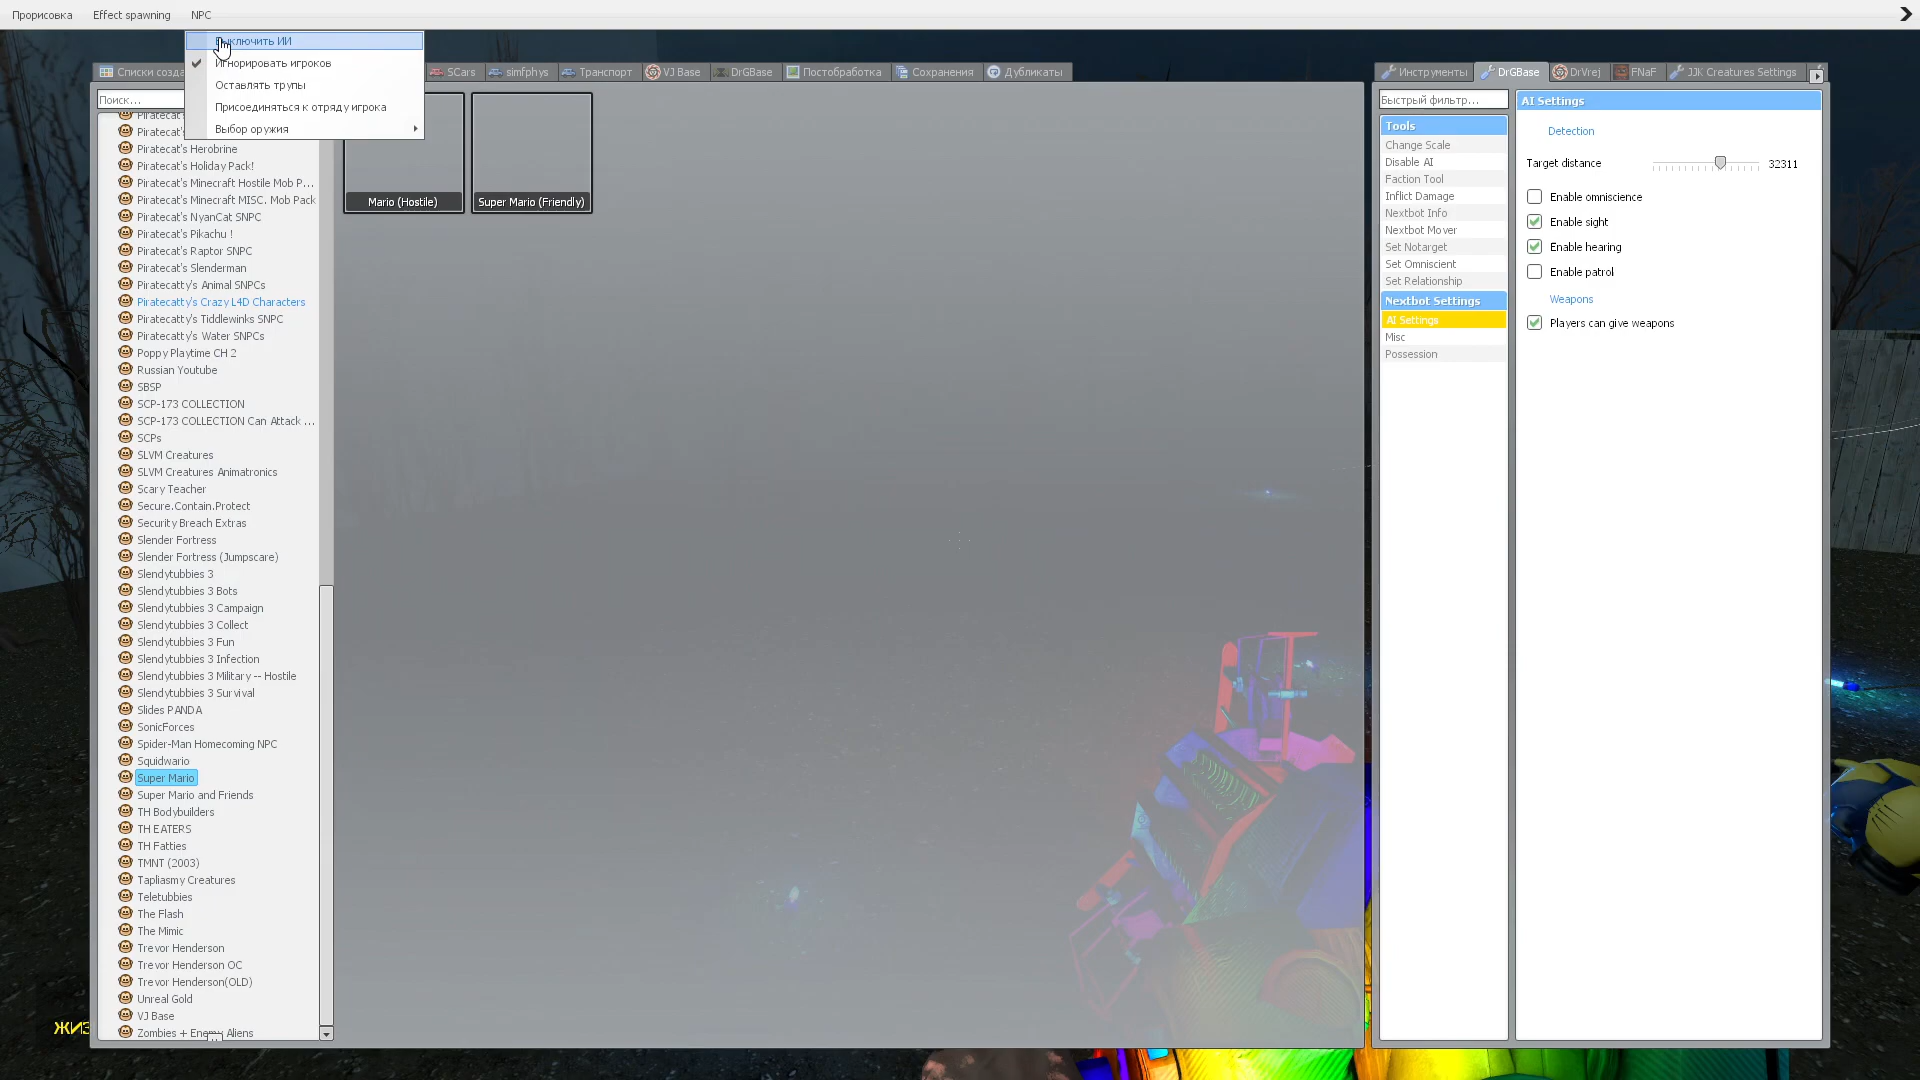 Прорисовка
Effect spawning
NPC
Выключить ИИ
Игнорировать игроков
Оставлять трупы
Присоединяться к отряду игрока
Выбор оружия
SCars
simfphys
Транспорт
VJ Base
DrGBase
Постобработка
Сохранения
Дубликаты
Поиск...
Piratecat's Herobrine
Piratecat's Holiday Pack!
Piratecat's Minecraft Hostile Mob P...
Piratecat's Minecraft MISC. Mob Pack
Piratecat's NyanCat SNPC
Piratecat's Pikachu !
Piratecat's Raptor SNPC
Piratecat's Slenderman
Piratecatty's Animal SNPCs
Piratecatty's Crazy L4D Characters
Piratecatty's Tiddlewinks SNPC
Piratecatty's Water SNPCs
Poppy Playtime CH 2
Russian Youtube
SBSP
SCP-173 COLLECTION
SCP-173 COLLECTION Can Attack ...
SCPs
SLVM Creatures
SLVM Creatures Animatronics
Scary Teacher
Secure.Contain.Protect
Security Breach Extras
Slender Fortress
Slender Fortress (Jumpscare)
Slendytubbies 3
Slendytubbies 3 Bots
Slendytubbies 3 Campaign
Slendytubbies 3 Collect
Slendytubbies 3 Fun
Slendytubbies 3 Infection
Slendytubbies 3 Military -- Hostile
Slendytubbies 3 Survival
Slides PANDA
SonicForces
Spider-Man Homecoming NPC
Squidwario
Super Mario
Super Mario and Friends
TH Bodybuilders
TH EATERS
TH Fatties
TMNT (2003)
Tapliasmy Creatures
Teletubbies
The Flash
The Mimic
Trevor Henderson
Trevor Henderson OC
Trevor Henderson(OLD)
Unreal Gold
VJ Base
Zombies + Enemy Aliens
Mario (Hostile)
Super Mario (Friendly)
Инструменты
DrGBase
DrVrej
FNaF
JJK Creatures Settings
Быстрый фильтр...
Tools
Change Scale
Disable AI
Faction Tool
Inflict Damage
Nextbot Info
Nextbot Mover
Set Notarget
Set Omniscient
Set Relationship
Nextbot Settings
AI Settings
Misc
Possession
AI Settings
Detection
Target distance
32311
Enable omniscience
Enable sight
Enable hearing
Enable patrol
Weapons
Players can give weapons